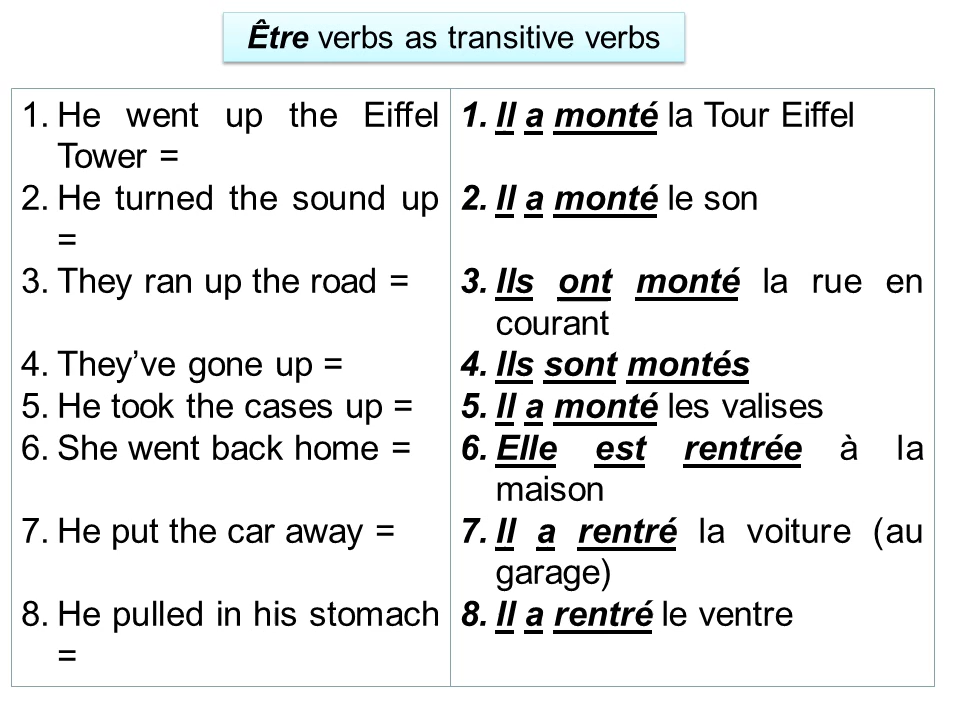 Être verbs as transitive verbs
1. He went up the Eiffel
Tower =
2. He turned the sound up
=
3. They ran up the road =
4. They’ve gone up =
5. He took the cases up =
6. She went back home =
7. He put the car away =
8. He pulled in his stomach
=
1. Il a monté la Tour Eiffel
2. Il a monté le son
3. Ils ont monté la rue en
courant
4. Ils sont montés
5. Il a monté les valises
6. Elle est rentrée à la
maison
7. Il a rentré la voiture (au
garage)
8. Il a rentré le ventre